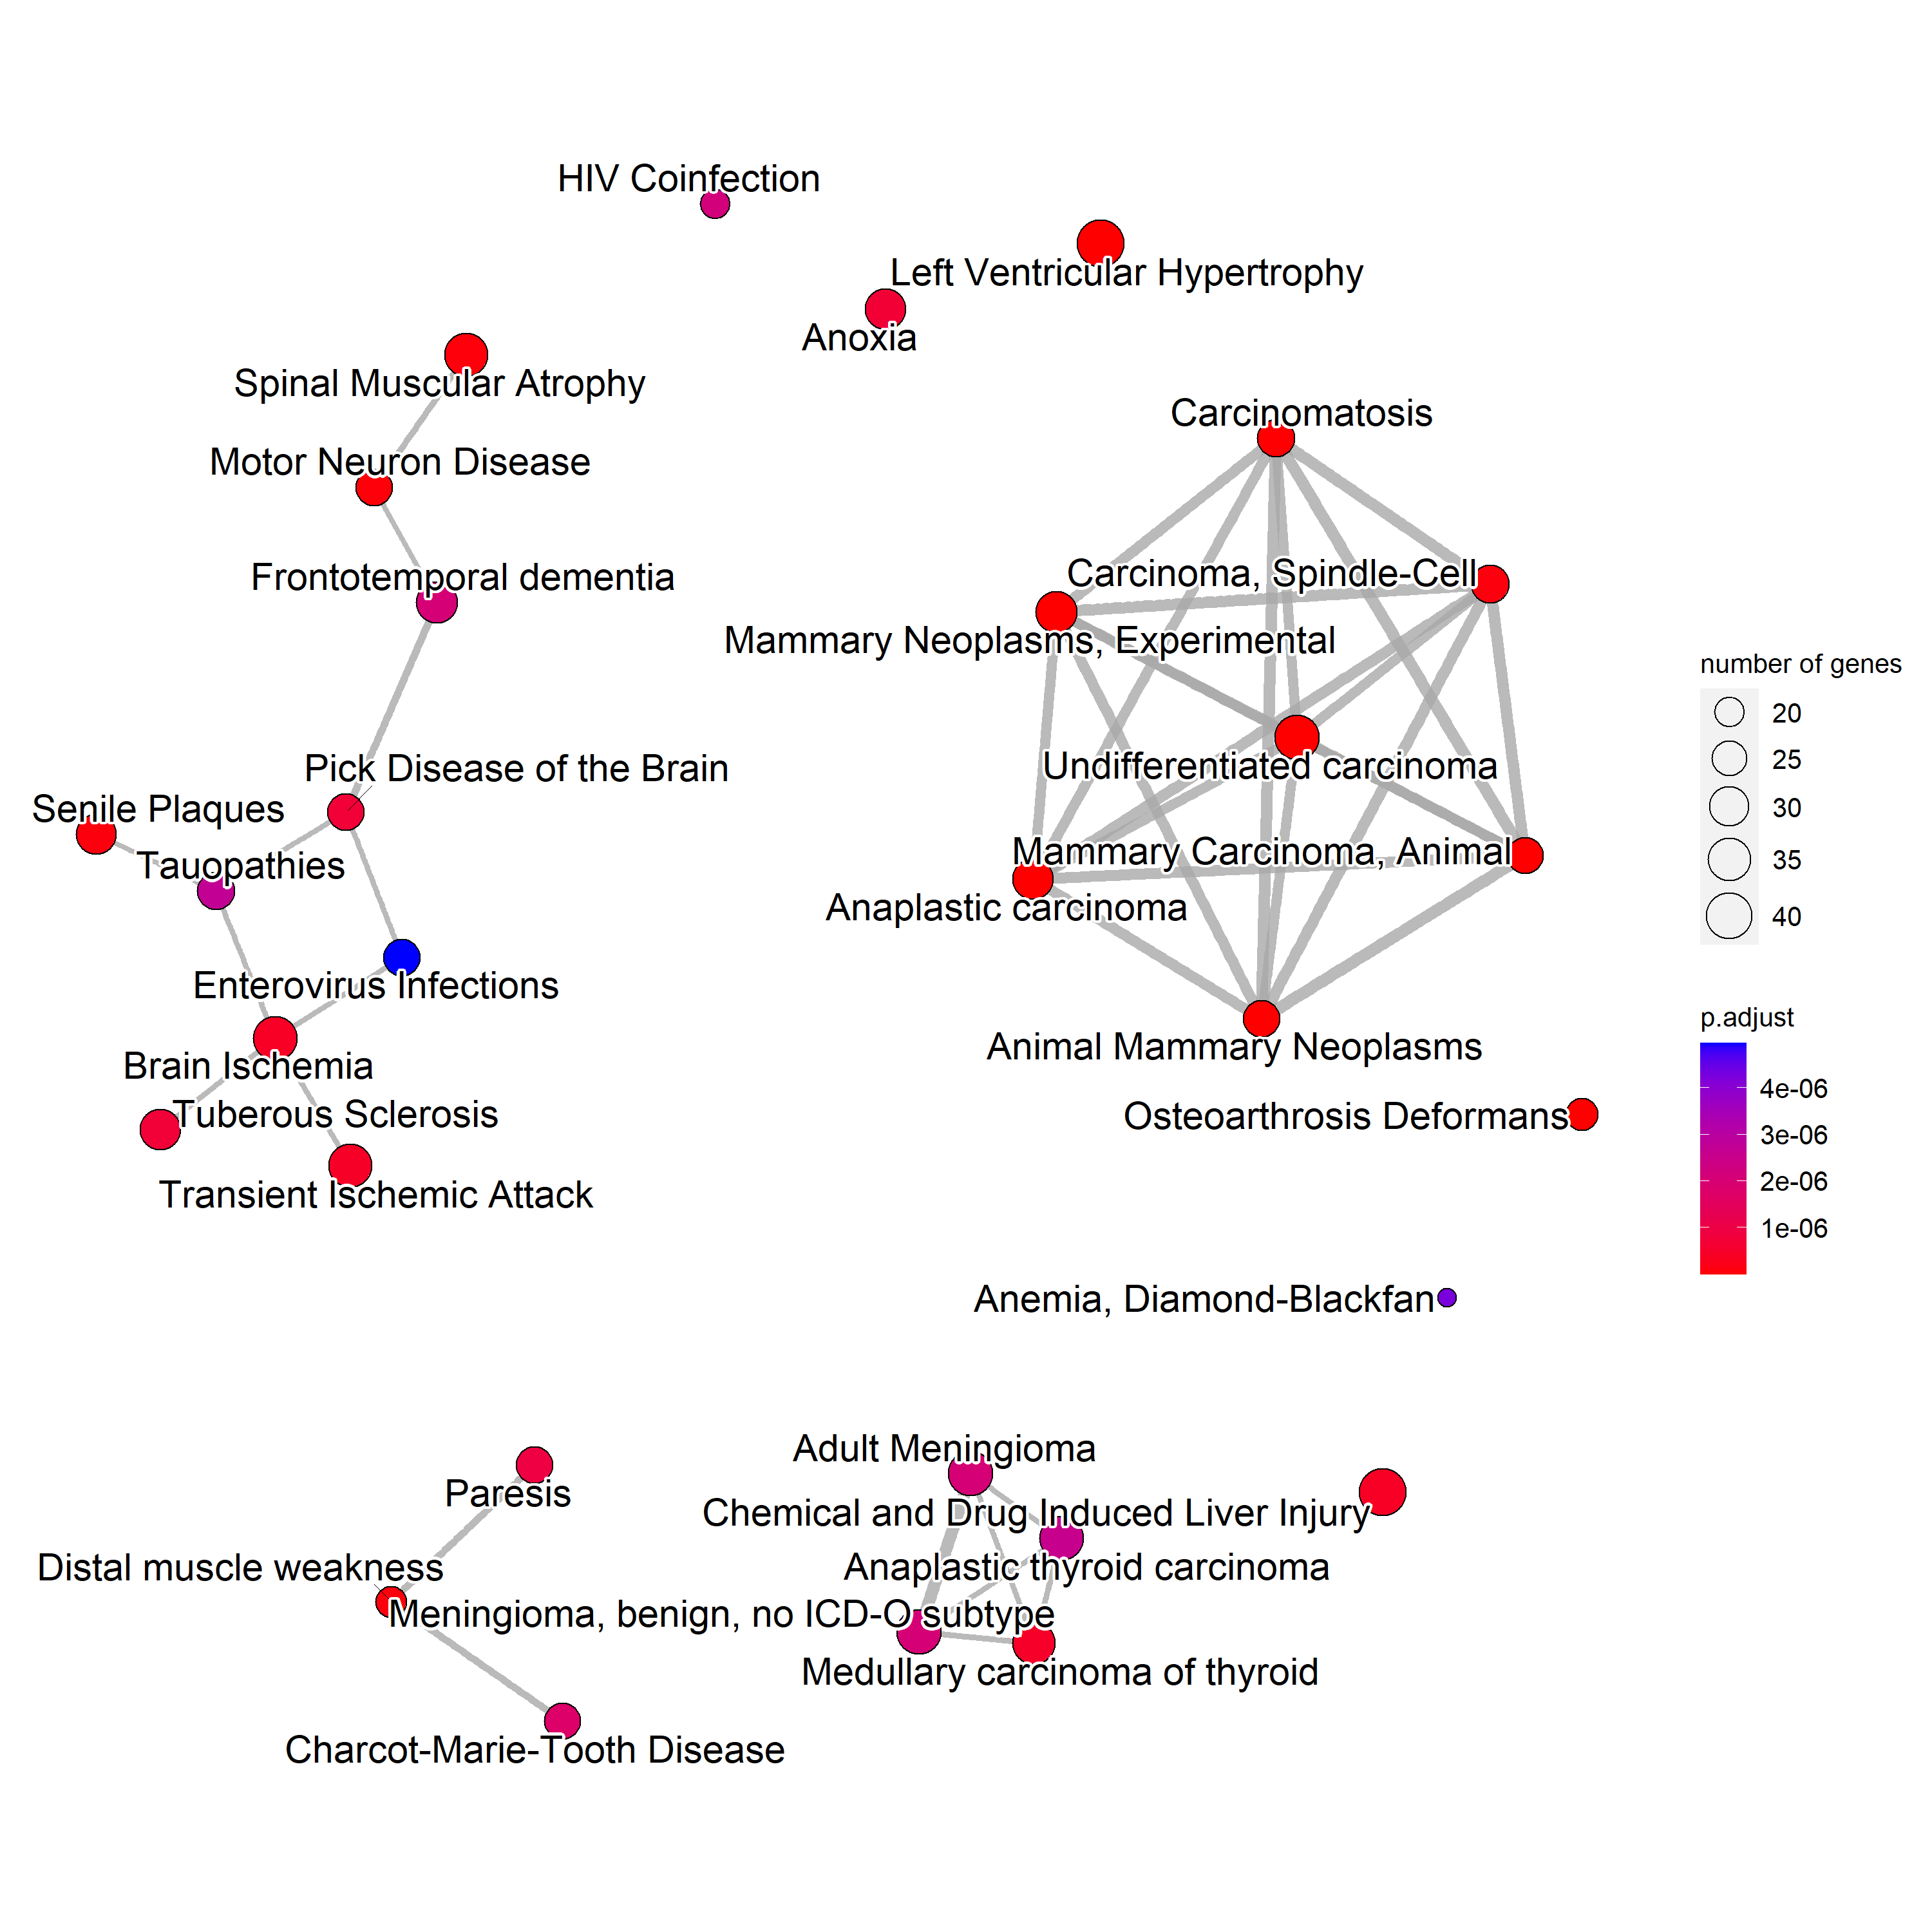 HIV Coinfection
Left Ventricular Hypertrophy
Anoxia
Spinal Muscular Atrophy
Carcinomatosis
Motor Neuron Disease
Carcinoma, Spindle-Cell
Frontotemporal dementia
Mammary Neoplasms, Experimental
Undifferentiated carcinoma
Pick Disease of the Brain
Senile Plaques
Mammary Carcinoma, Animal
Tauopathies
Anaplastic carcinoma
Enterovirus Infections
Animal Mammary Neoplasms
Brain Ischemia
Tuberous Sclerosis
Osteoarthrosis Deformans
Transient Ischemic Attack
Anemia, Diamond-Blackfan
Adult Meningioma
Paresis
Chemical and Drug Induced Liver Injury
Distal muscle weakness
Anaplastic thyroid carcinoma
Meningioma, benign, no ICD-O subtype
Medullary carcinoma of thyroid
Charcot-Marie-Tooth Disease
number of genes
20
25
30
35
40
p.adjust
4e-06
3e-06
2e-06
1e-06